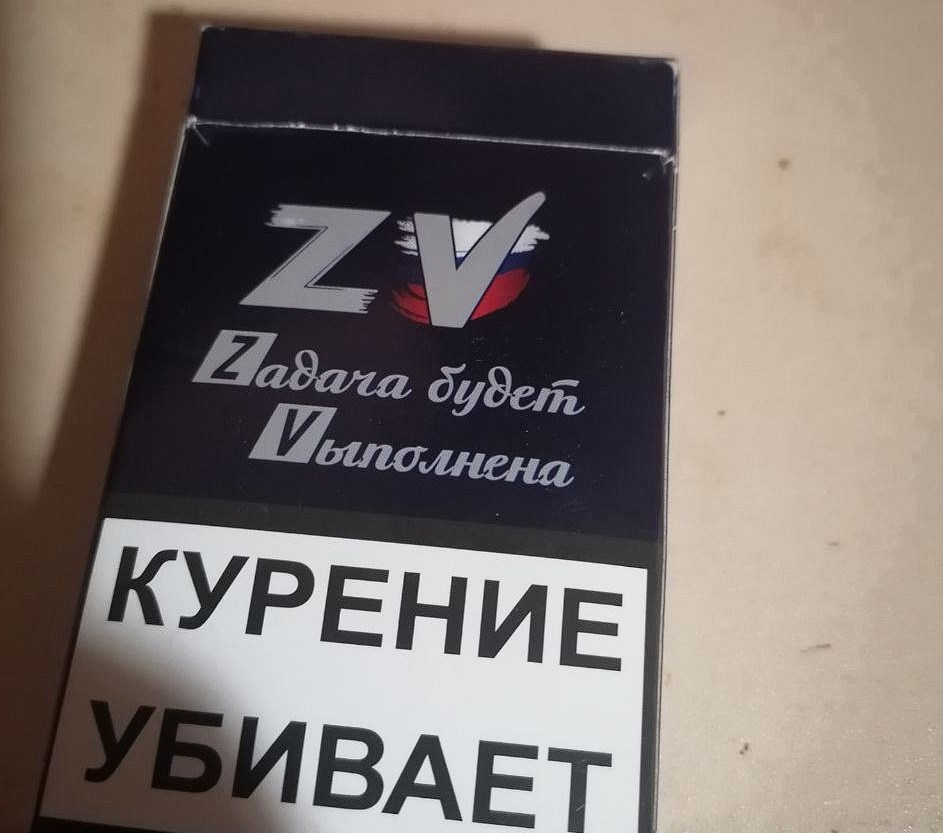 ZV
Zадача будет
Vыполнена
КУРЕНИЕ
УБИВАЕТ